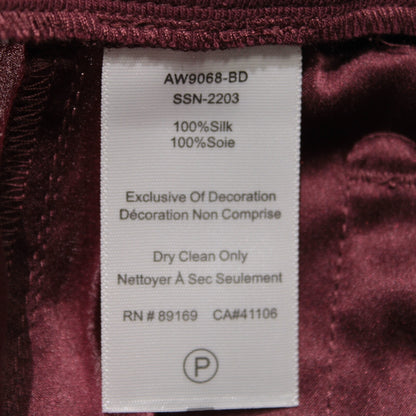 AW9068-BD
SSN-2203
100%Silk
100%Soie
Exclusive Of Decoration
Décoration Non Comprise
Dry Clean Only
Nettoyer À Sec Seulement
RN # 89169 CA#41106
P